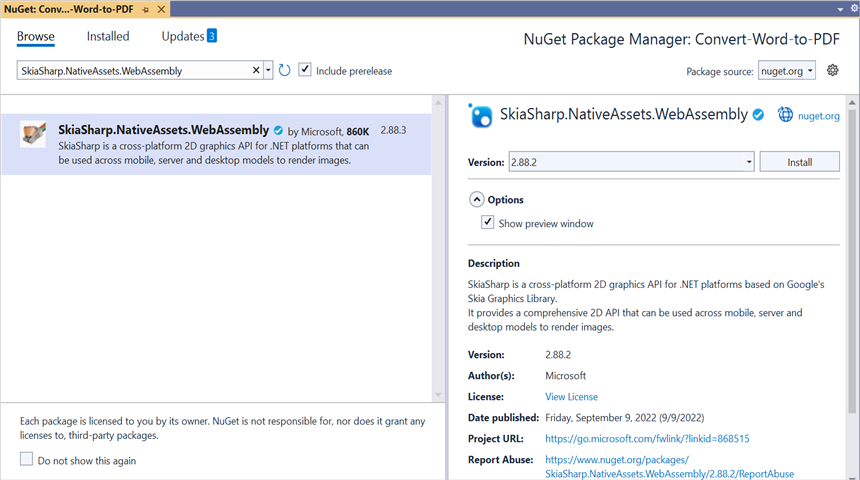 NuGet: Conv...-Word-to-PDF
Browse
Installed
Updates 3
NuGet Package Manager: Convert-Word-to-PDF
SkiaSharp.NativeAssets.WebAssembly
Include prerelease
Package source: nuget.org
SkiaSharp.NativeAssets.WebAssembly by Microsoft, 860K
2.88.3
SkiaSharp is a cross-platform 2D graphics API for .NET platforms that can
be used across mobile, server and desktop models to render images.
Each package is licensed to you by its owner. NuGet is not responsible for, nor does it grant any
licenses to, third-party packages.
Do not show this again
SkiaSharp.NativeAssets.WebAssembly
nuget.org
Version: 2.88.2
Install
Options
Show preview window
Description
SkiaSharp is a cross-platform 2D graphics API for .NET platforms based on Google's
Skia Graphics Library.
It provides a comprehensive 2D API that can be used across mobile, server and
desktop models to render images.
Version: 2.88.2
Author(s): Microsoft
License: View License
Date published: Friday, September 9, 2022 (9/9/2022)
Project URL: https://go.microsoft.com/fwlink/?linkid=868515
Report Abuse: https://www.nuget.org/packages/
SkiaSharp.NativeAssets.WebAssembly/2.88.2/ReportAbuse